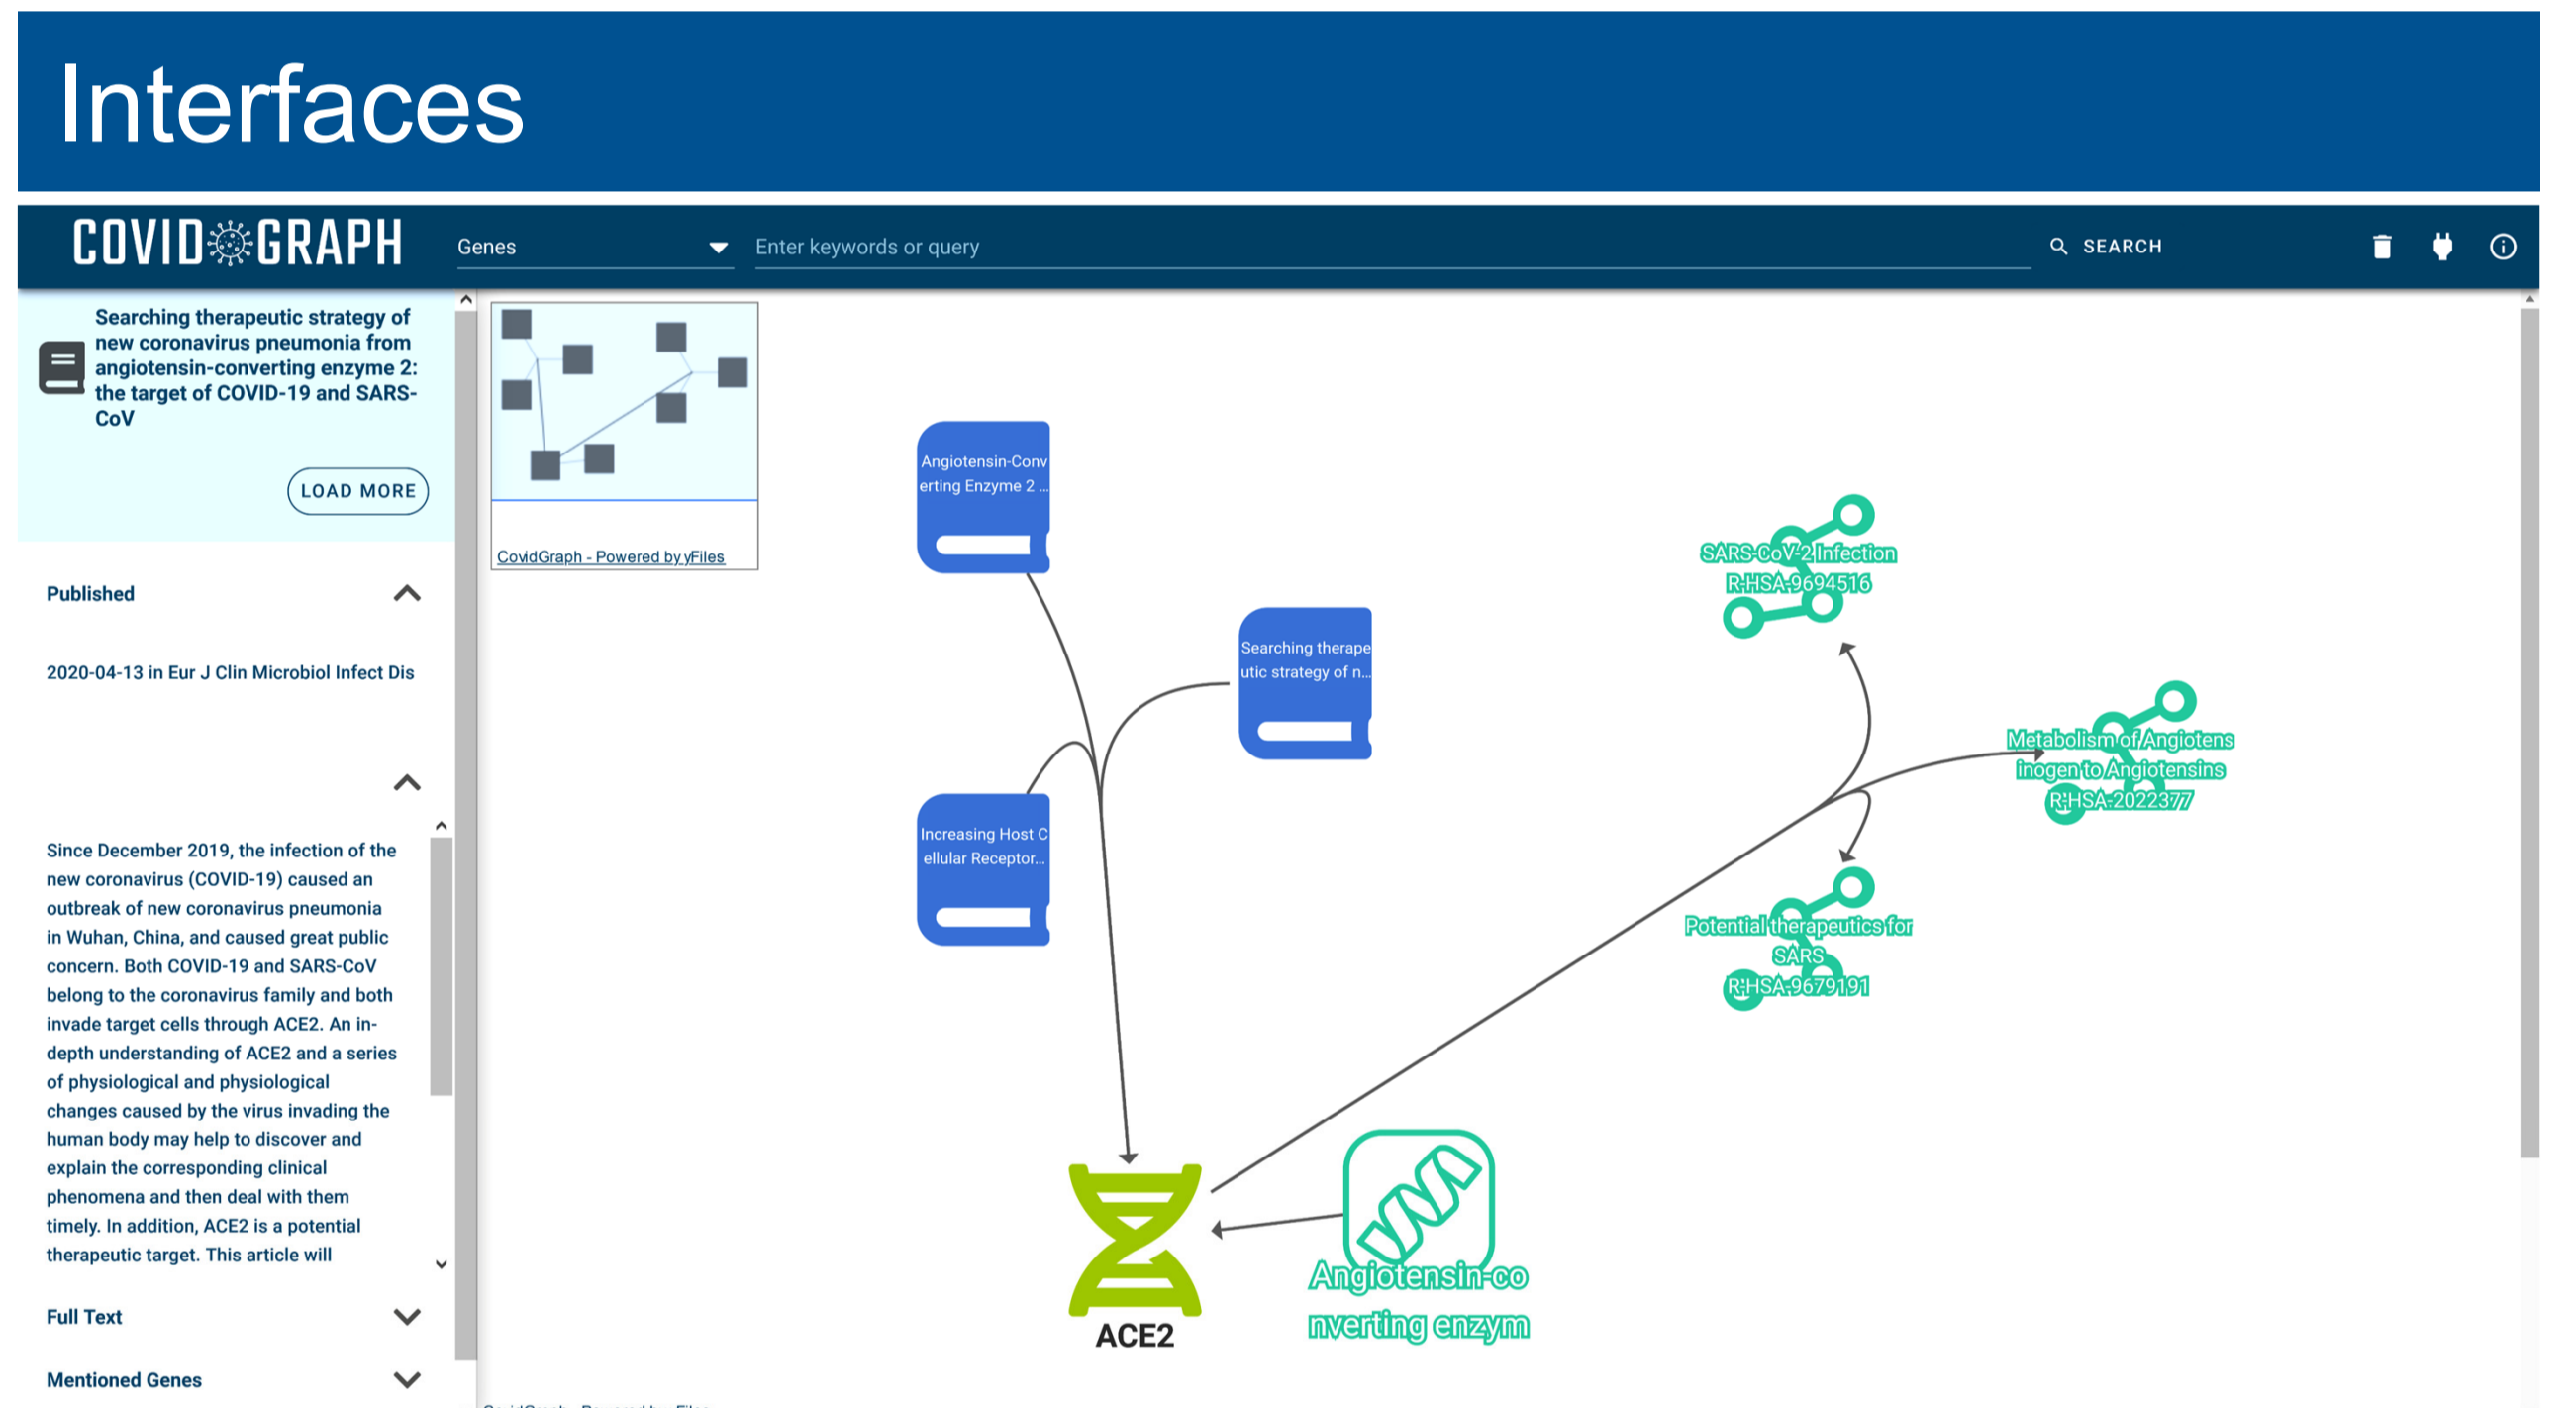 Interfaces
COVID GRAPH
Genes
Enter keywords or query
SEARCH
Searching therapeutic strategy of
new coronavirus pneumonia from
angiotensin-converting enzyme 2:
the target of COVID-19 and SARS-
CoV
LOAD MORE
Published
2020-04-13 in Eur J Clin Microbiol Infect Dis
Since December 2019, the infection of the
new coronavirus (COVID-19) caused an
outbreak of new coronavirus pneumonia
in Wuhan, China, and caused great public
concern. Both COVID-19 and SARS-CoV
belong to the coronavirus family and both
invade target cells through ACE2. An in-
depth understanding of ACE2 and a series
of physiological and physiological
changes caused by the virus invading the
human body may help to discover and
explain the corresponding clinical
phenomena and then deal with them
timely. In addition, ACE2 is a potential
therapeutic target. This article will
Full Text
Mentioned Genes
CovidGraph - Powered by yFiles
Angiotensin-Conv
erting Enzyme 2 ...
Searching therape
utic strategy of n...
Increasing Host C
ellular Receptor...
SARS-CoV-2 Infection
R-HSA-9694516
Metabolism of Angiotens
inogen to Angiotensins
R-HSA-2022377
Potential therapeutics for
SARS
R-HSA-9679191
ACE2
Angiotensin-co
nverting enzym